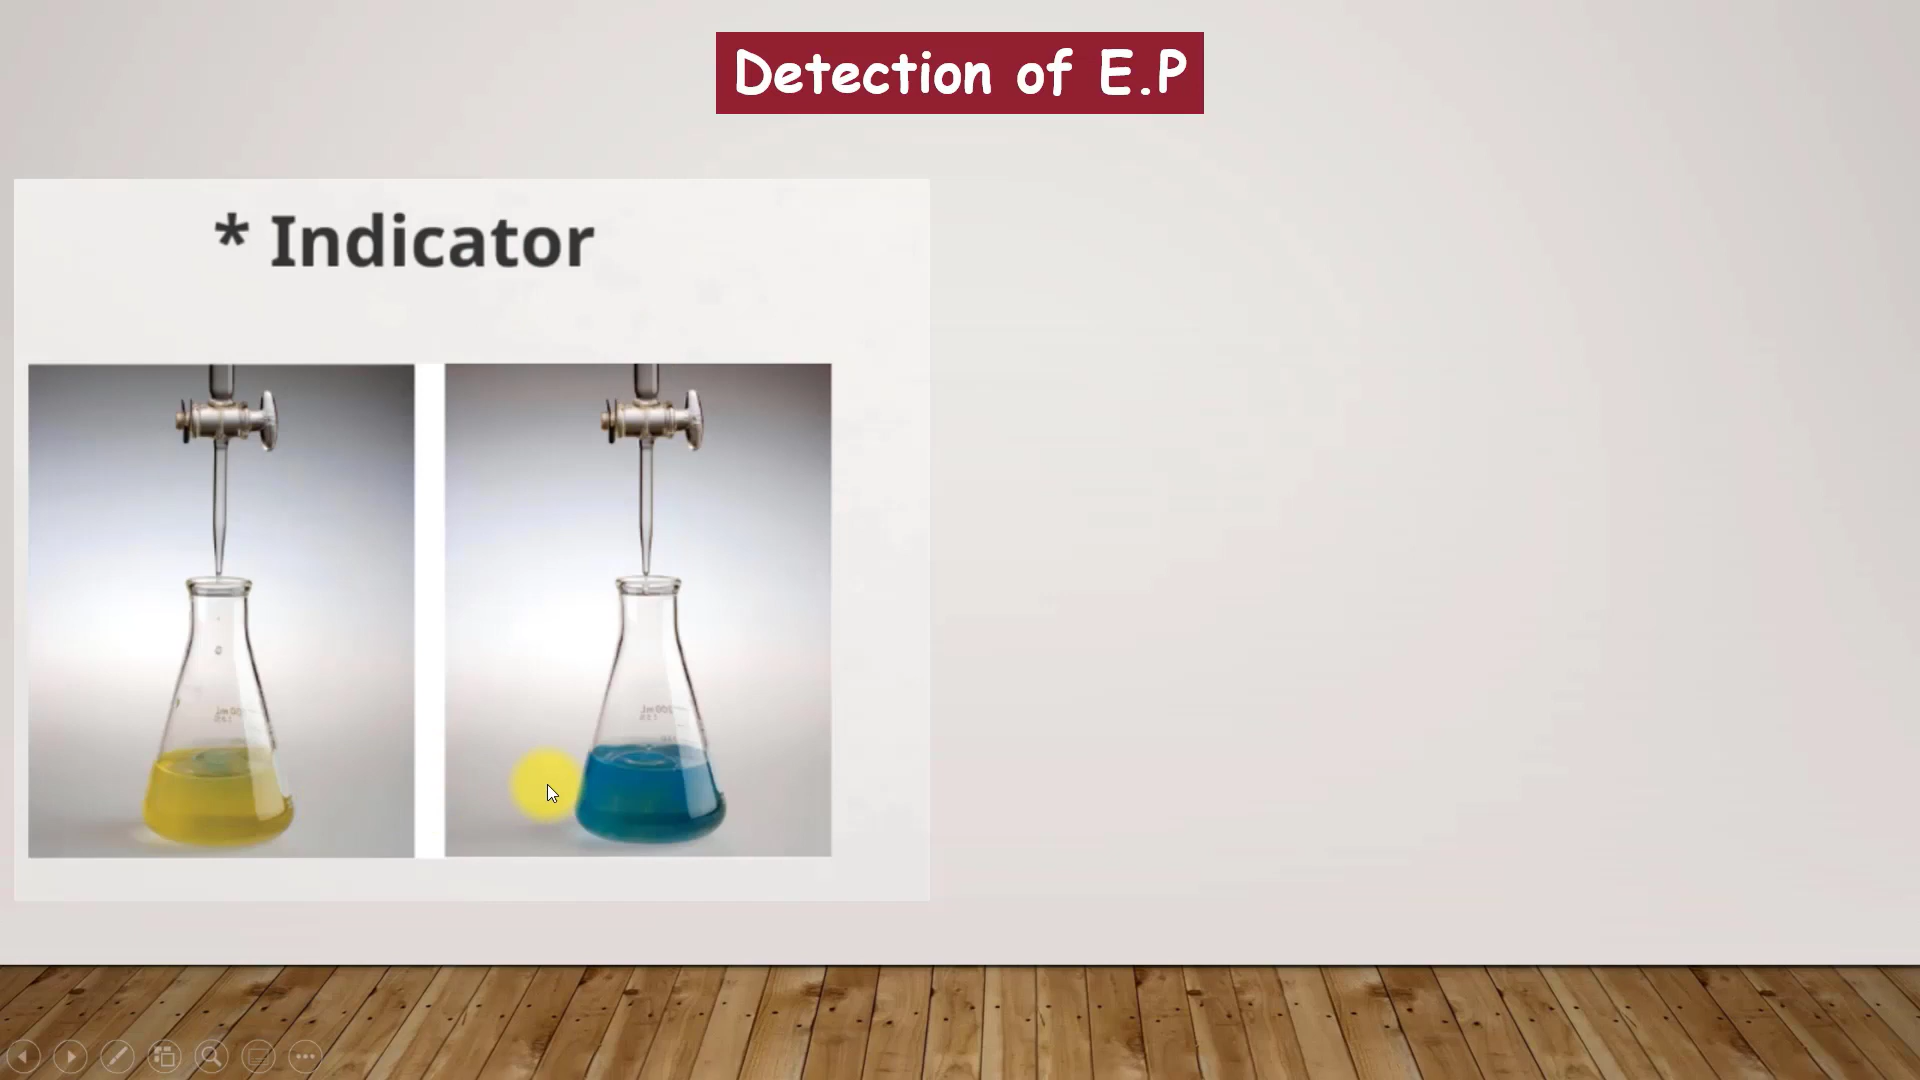 Detection of E.P
* Indicator